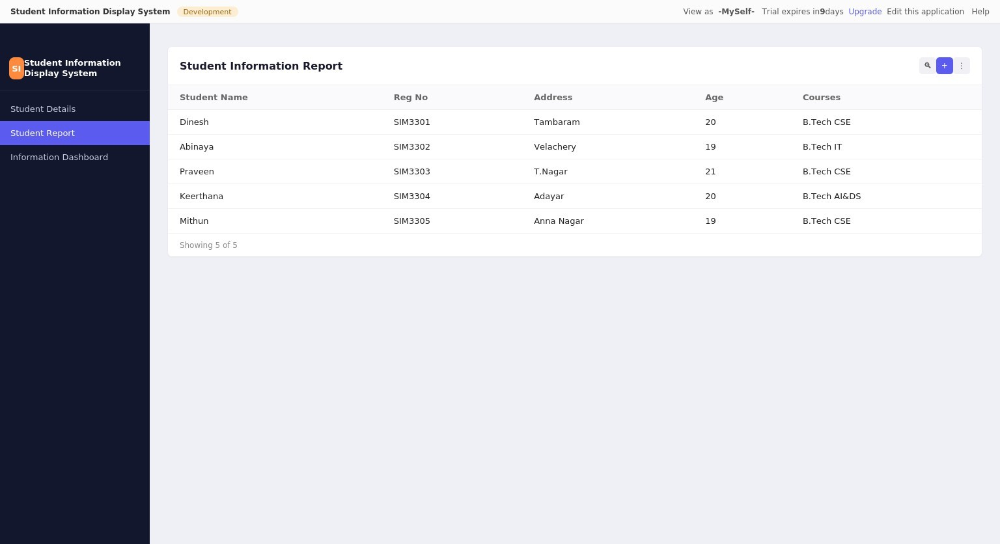 Student Information Display System Development View as -MySelf- Trial expires in9days Upgrade Edit this application Help
SI Student Information
Display System
Student Details
Student Report
Information Dashboard
Student Information Report + ⋮
Student Name Reg No Address Age Courses
Dinesh SIM3301 Tambaram 20 B.Tech CSE
Abinaya SIM3302 Velachery 19 B.Tech IT
Praveen SIM3303 T.Nagar 21 B.Tech CSE
Keerthana SIM3304 Adayar 20 B.Tech AI&DS
Mithun SIM3305 Anna Nagar 19 B.Tech CSE
Showing 5 of 5